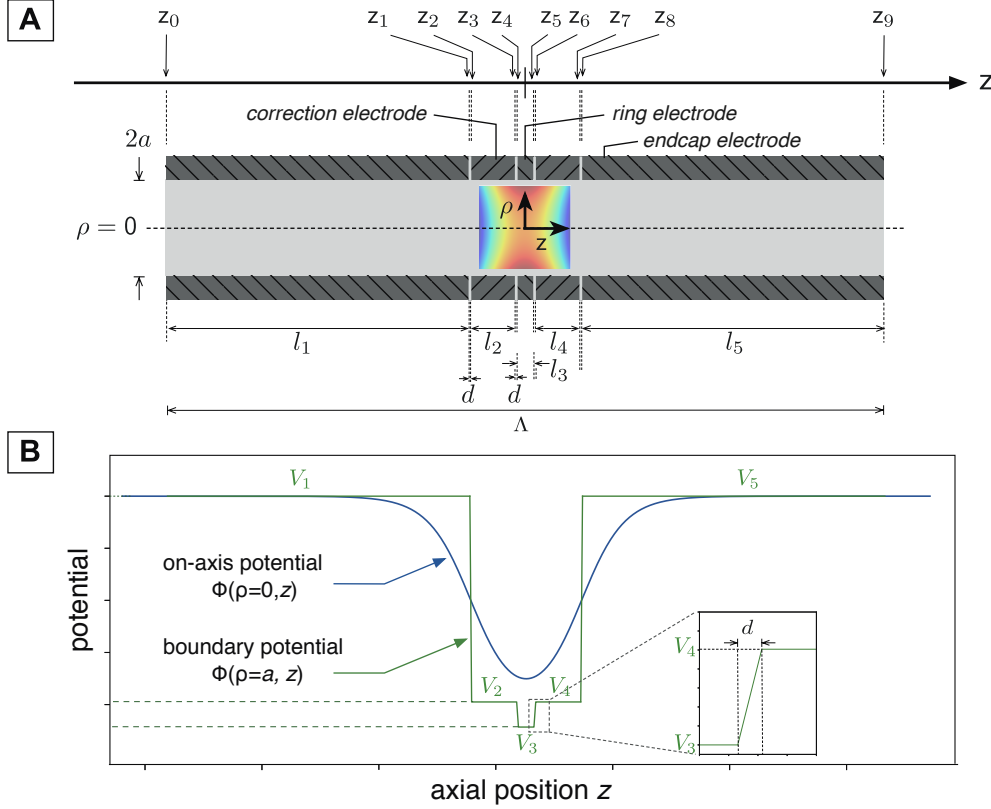 A
z₀ z₁ z₂ z₃ z₄ z₅ z₆ z₇ z₈ z₉
z
correction electrode
ring electrode
endcap electrode
2a
ρ = 0
ρ
z
l₁ l₂ l₄ l₅
l₃
d d
Λ
B
V₁ V₅
potential
on-axis potential
Φ(ρ=0,z)
boundary potential
Φ(ρ=a, z)
V₂ V₄
V₃
d
V₄
V₃
axial position z